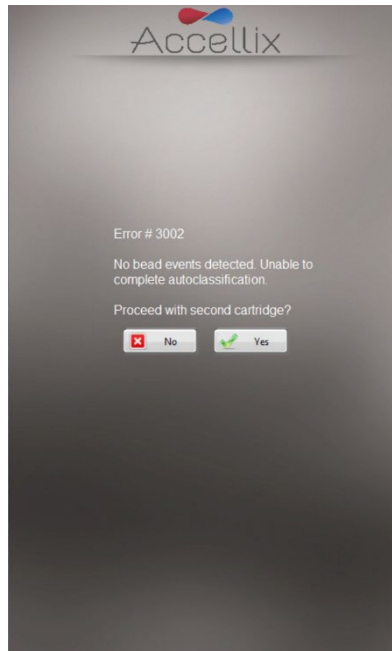 Accellix
Error # 3002
No bead events detected. Unable to
complete autoclassification.
Proceed with second cartridge?
No
Yes